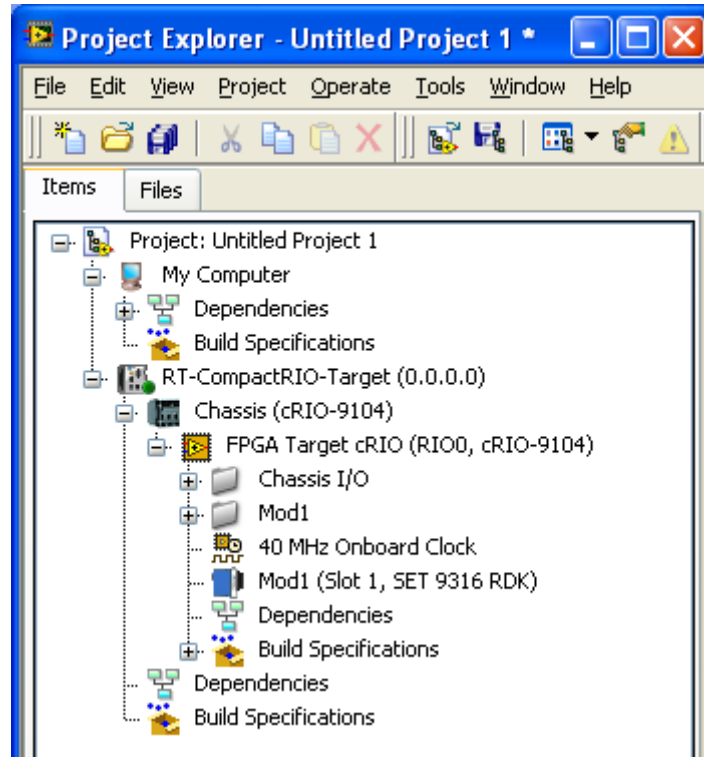 Project Explorer - Untitled Project 1 *
File Edit View Project Operate Tools Window Help
Items Files
Project: Untitled Project 1
My Computer
Dependencies
Build Specifications
RT-CompactRIO-Target (0.0.0.0)
Chassis (cRIO-9104)
FPGA Target cRIO (RIO0, cRIO-9104)
Chassis I/O
Mod1
40 MHz Onboard Clock
Mod1 (Slot 1, SET 9316 RDK)
Dependencies
Build Specifications
Dependencies
Build Specifications